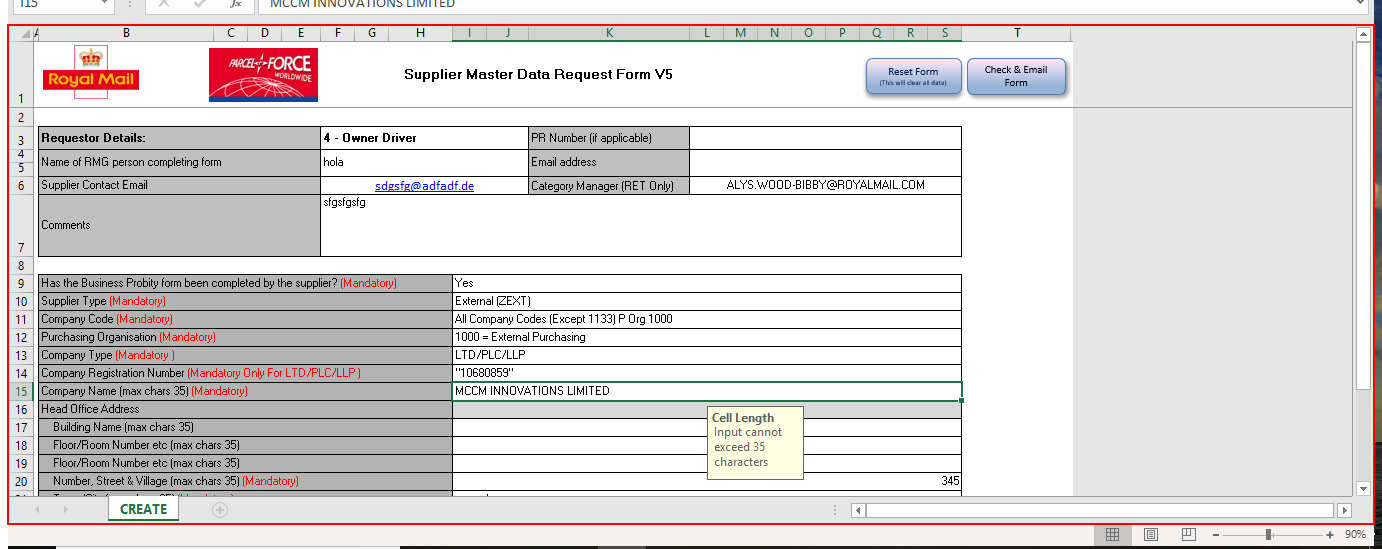 I15
MCCM INNOVATIONS LIMITED
A B C D E F G H I J K L M N O P Q R S T
Royal Mail
PARCEL FORCE
WORLDWIDE
Supplier Master Data Request Form V5
Reset Form
(This will clear all data)
Check & Email
Form
1
2
3 Requestor Details: 4 - Owner Driver PR Number (if applicable)
4
5 Name of RMG person completing form hola Email address
6 Supplier Contact Email sdgsfg@adfadf.de Category Manager (RET Only) ALYS.WOOD-BIBBY@ROYALMAIL.COM
sfgsfgsfg
Comments
7
8
9 Has the Business Probity form been completed by the supplier? (Mandatory) Yes
10 Supplier Type (Mandatory) External (ZEXT)
11 Company Code (Mandatory) All Company Codes (Except 1133) P Org 1000
12 Purchasing Organisation (Mandatory) 1000 = External Purchasing
13 Company Type (Mandatory ) LTD/PLC/LLP
14 Company Registration Number (Mandatory Only For LTD/PLC/LLP ) "10680859"
15 Company Name (max chars 35) (Mandatory) MCCM INNOVATIONS LIMITED
16 Head Office Address
17 Building Name (max chars 35)
18 Floor/Room Number etc (max chars 35)
19 Floor/Room Number etc (max chars 35)
20 Number, Street & Village (max chars 35) (Mandatory) 345
Cell Length
Input cannot
exceed 35
characters
CREATE
90%